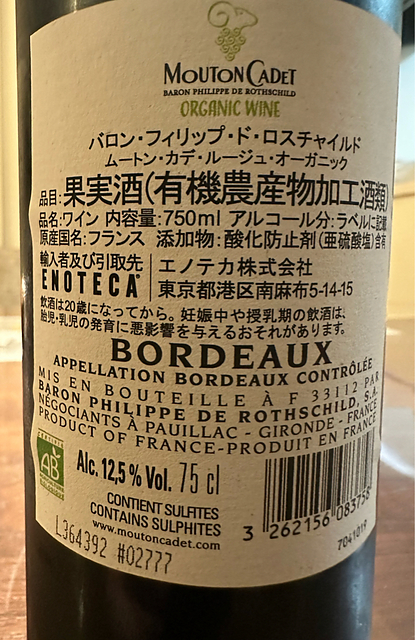 MOUTON CADET
BARON PHILIPPE DE ROTHSCHILD
ORGANIC WINE
バロン・フィリップ・ド・ロスチャイルド
ムートン・カデ・ルージュ・オーガニック
品目:果実酒(有機農産物加工酒類)
品名:ワイン 内容量:750ml アルコール分:ラベルに記載
原産国名:フランス 添加物:酸化防止剤(亜硫酸塩)含有
輸入者及び引取先 エノテカ株式会社
ENOTECA 東京都港区南麻布5-14-15
飲酒は20歳になってから。妊娠中や授乳期の飲酒は、
胎児・乳児の発育に悪影響を与えるおそれがあります。
BORDEAUX
APPELLATION BORDEAUX CONTRÔLÉE
MIS EN BOUTEILLE À F 33112 PAR
BARON PHILIPPE DE ROTHSCHILD, S.A.
NÉGOCIANTS À PAUILLAC - GIRONDE - FRANCE
PRODUCT OF FRANCE-PRODUIT EN FRANCE
AB
Alc. 12,5 % Vol. 75 cl
CONTIENT SULFITES
CONTAINS SULPHITES
www.moutoncadet.com
L364392 #02777
3 262156 083758
7041019